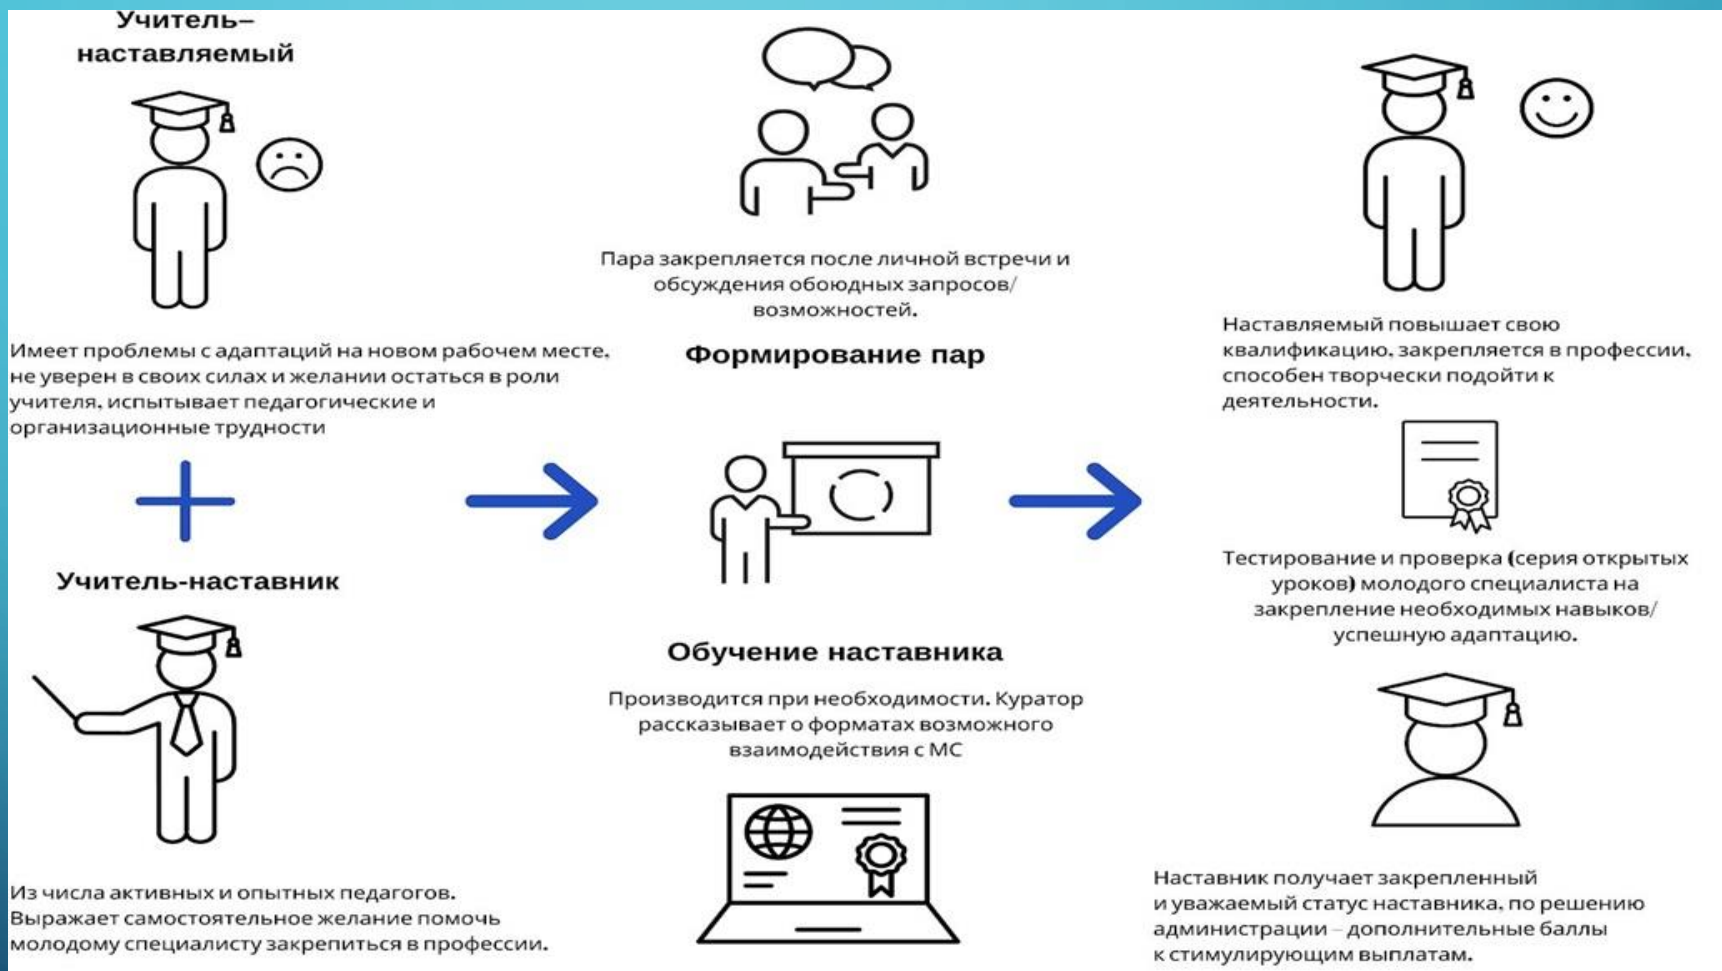 Учитель–
наставляемый
Имеет проблемы с адаптаций на новом рабочем месте,
не уверен в своих силах и желании остаться в роли
учителя, испытывает педагогические и
организационные трудности
Учитель-наставник
Из числа активных и опытных педагогов.
Выражает самостоятельное желание помочь
молодому специалисту закрепиться в профессии.
Пара закрепляется после личной встречи и
обсуждения обоюдных запросов/
возможностей.
Формирование пар
Обучение наставника
Производится при необходимости. Куратор
рассказывает о форматах возможного
взаимодействия с МС
Наставляемый повышает свою
квалификацию, закрепляется в профессии,
способен творчески подойти к
деятельности.
Тестирование и проверка (серия открытых
уроков) молодого специалиста на
закрепление необходимых навыков/
успешную адаптацию.
Наставник получает закрепленный
и уважаемый статус наставника, по решению
администрации – дополнительные баллы
к стимулирующим выплатам.